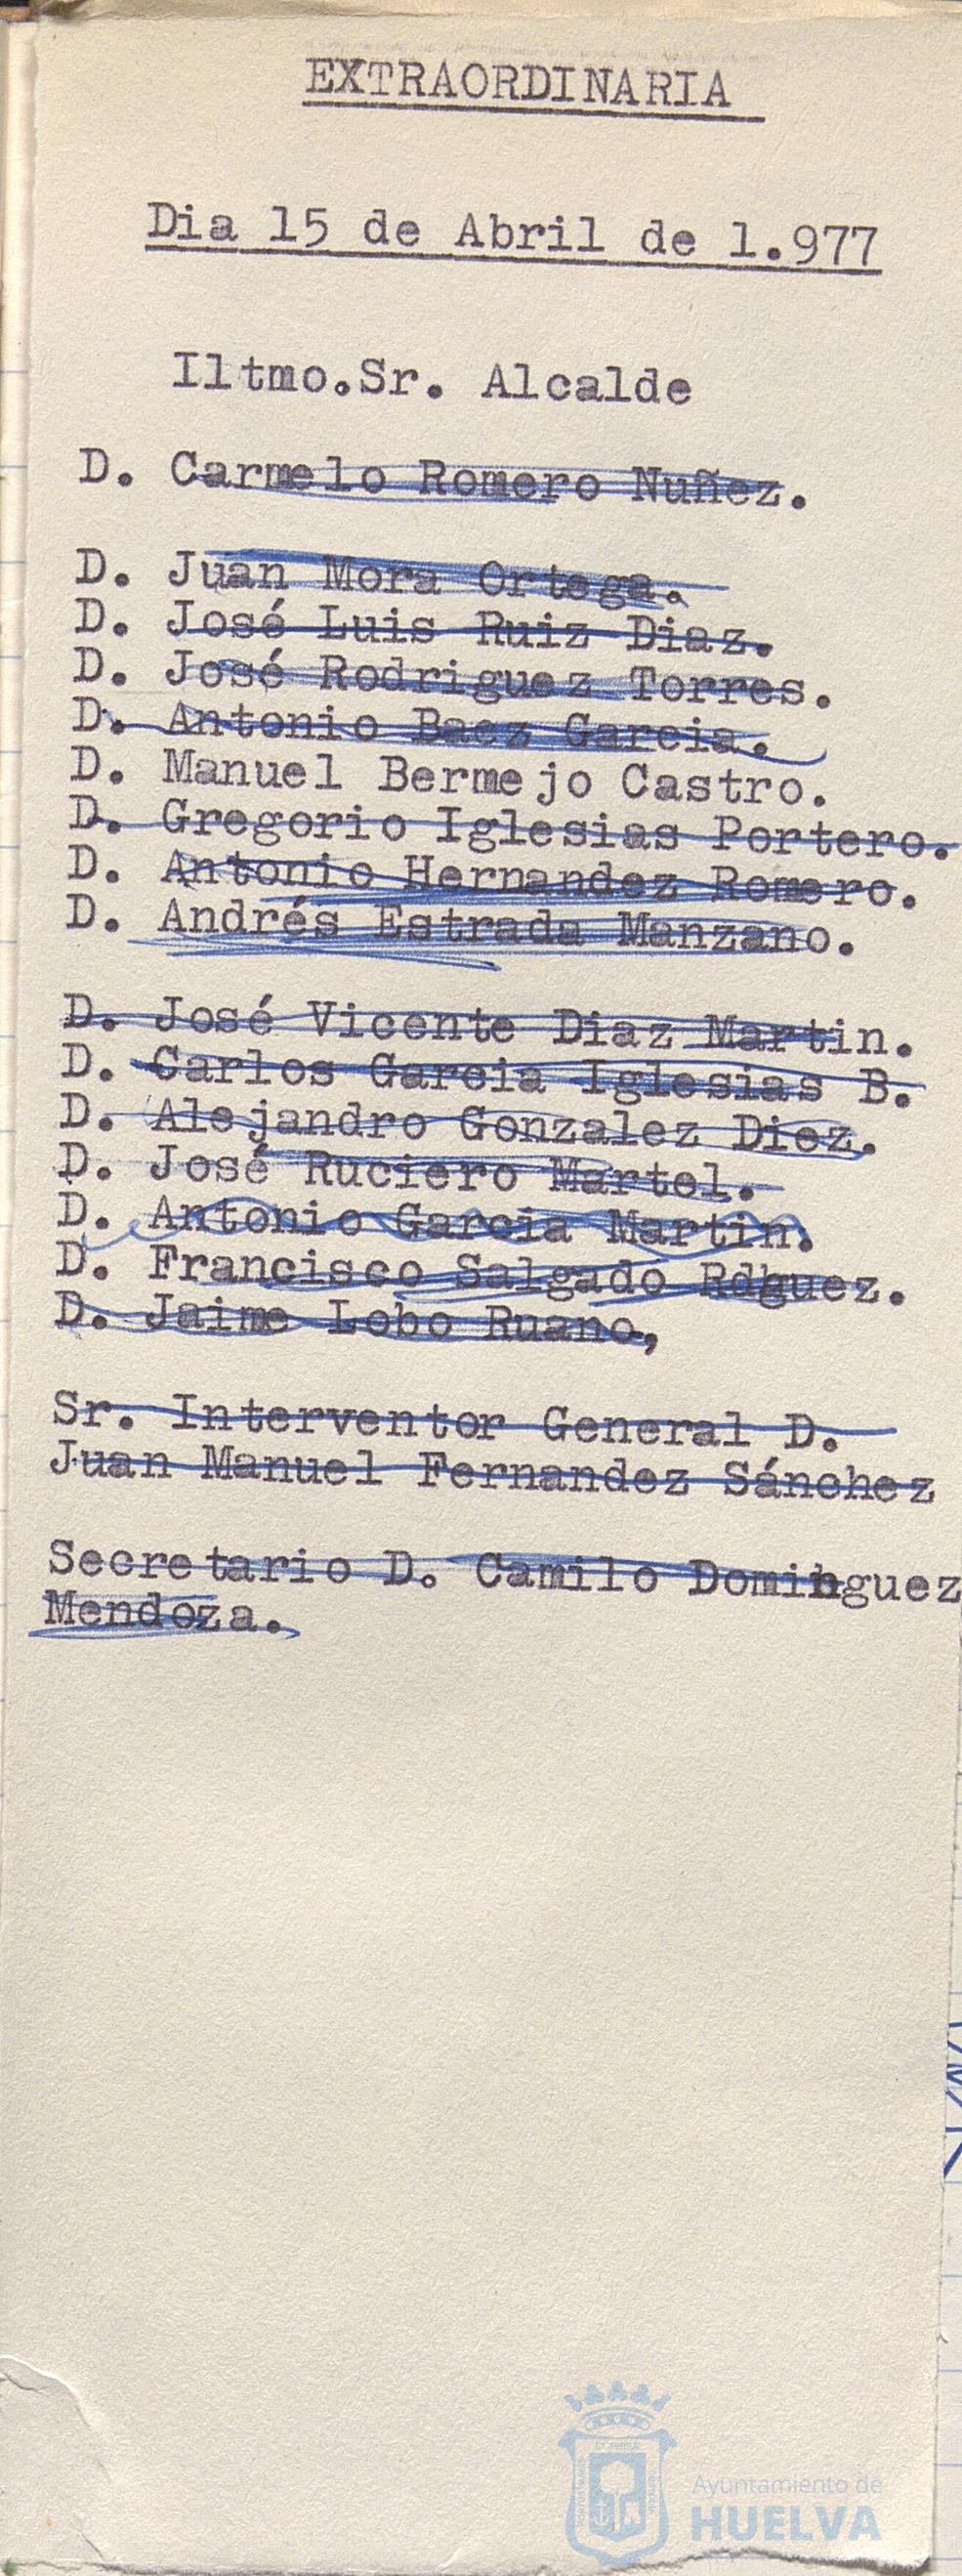 EXTRAORDINARIA
Dia 15 de Abril de 1.977
Iltmo.Sr. Alcalde
D. Carmelo Romero Nuñez.
D. Juan Mora Ortega.
D. José Luis Ruiz Diaz.
D. José Rodriguez Torres.
D. Antonio Baez Garcia.
D. Manuel Bermejo Castro.
D. Gregorio Iglesias Portero.
D. Antonio Hernandez Romero.
D. Andrés Estrada Manzano.
D. José Vicente Diaz Martin.
D. Carlos Garcia Iglesias B.
D. Alejandro Gonzalez Diez.
D. José Ruciero Martel.
D. Antonio Garcia Martin.
D. Francisco Salgado Rdguez.
D. Jaime Lobo Ruano,
Sr. Interventor General D.
Juan Manuel Fernandez Sánchez
Secretario D. Camilo Dominguez
Mendoza.
Ayuntamiento de
HUELVA